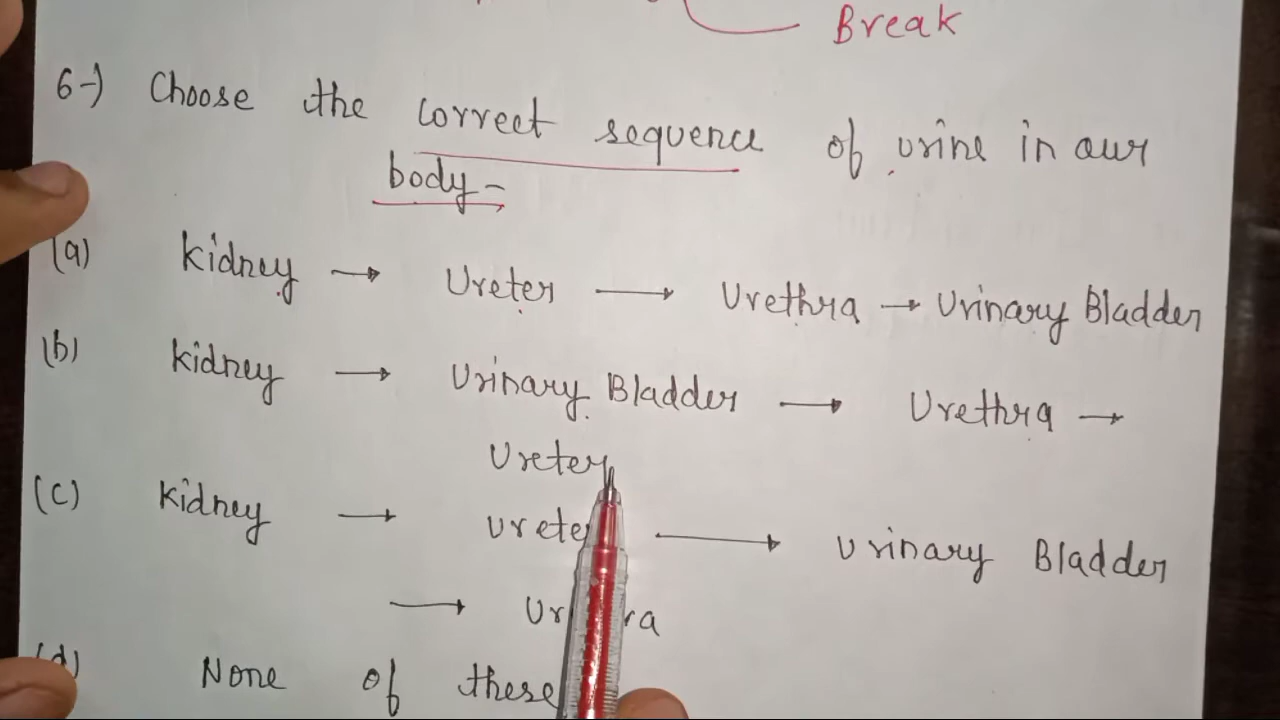 Break
6-) Choose the correct sequence of urine in our
body-
(a) Kidney → Ureter → Urethra → Urinary Bladder
(b) Kidney → Urinary Bladder → Urethra →
Ureter
(c) Kidney → → Urinary Bladder
→
(d) None of these